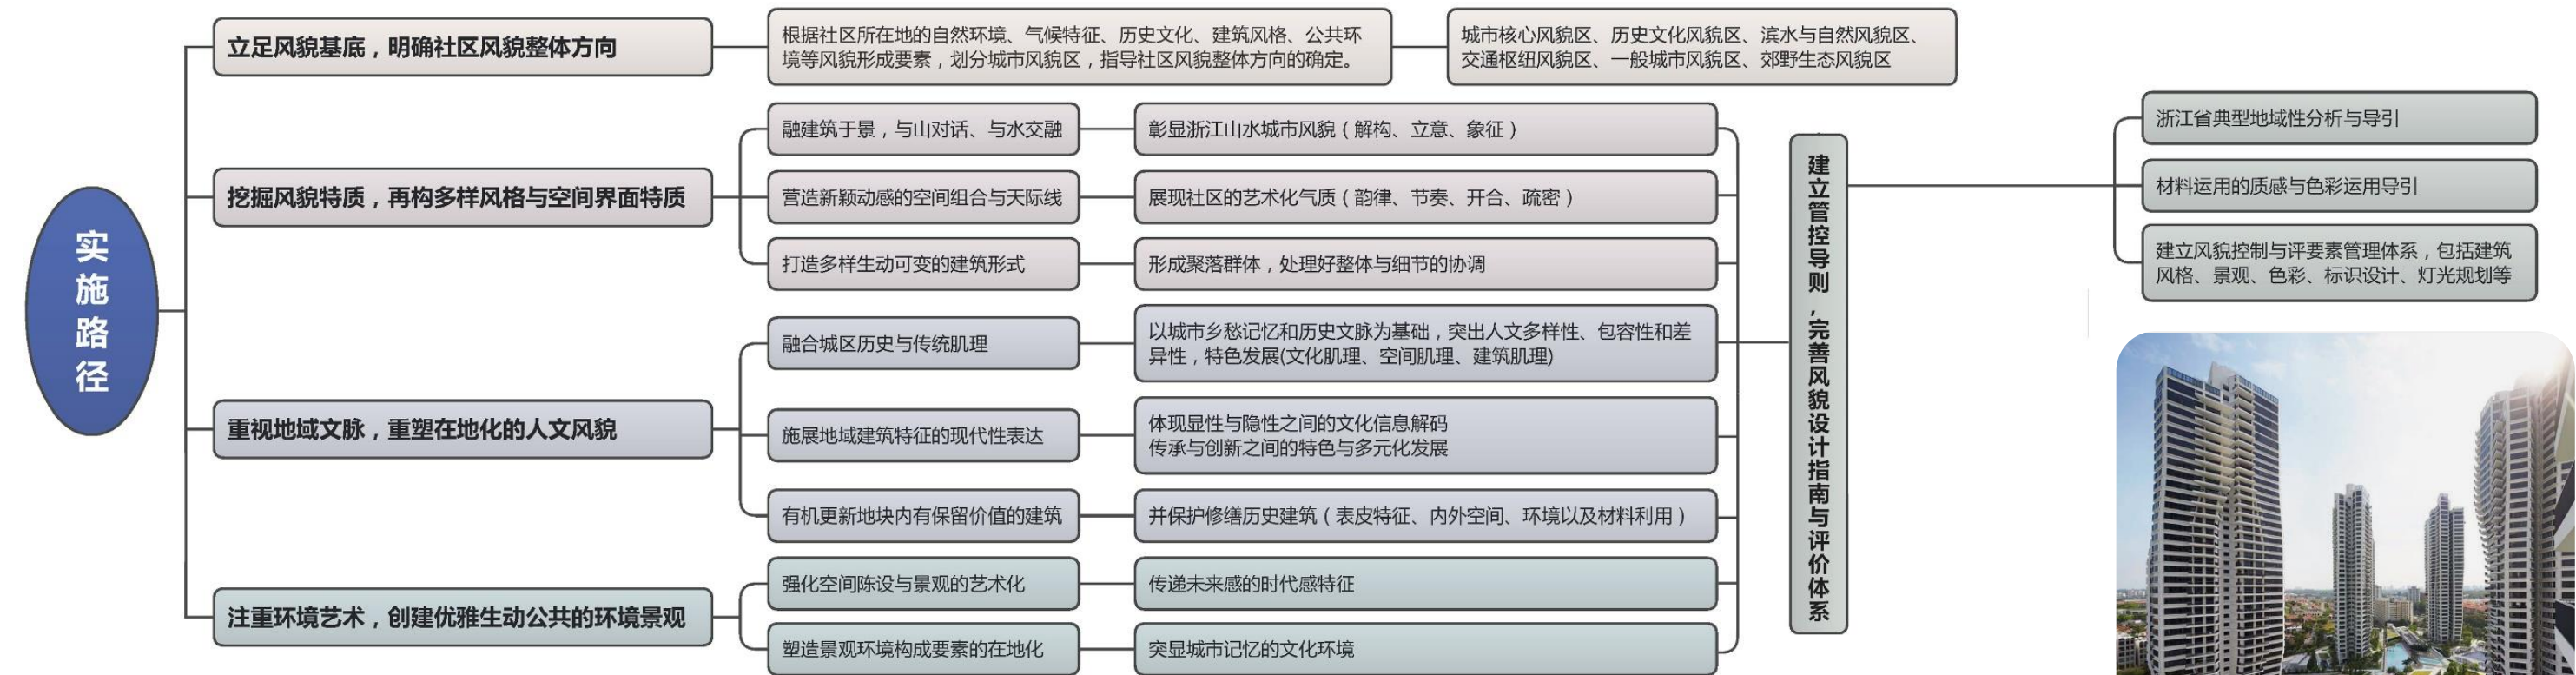 实施路径
立足风貌基底，明确社区风貌整体方向
根据社区所在地的自然环境、气候特征、历史文化、建筑风格、公共环
境等风貌形成要素，划分城市风貌区，指导社区风貌整体方向的确定。
城市核心风貌区、历史文化风貌区、滨水与自然风貌区、
交通枢纽风貌区、一般城市风貌区、郊野生态风貌区
挖掘风貌特质，再构多样风格与空间界面特质
融建筑于景，与山对话、与水交融
彰显浙江山水城市风貌（解构、立意、象征）
营造新颖动感的空间组合与天际线
展现社区的艺术化气质（韵律、节奏、开合、疏密）
打造多样生动可变的建筑形式
形成聚落群体，处理好整体与细节的协调
重视地域文脉，重塑在地化的人文风貌
融合城区历史与传统肌理
以城市乡愁记忆和历史文脉为基础，突出人文多样性、包容性和差
异性，特色发展(文化肌理、空间肌理、建筑肌理)
施展地域建筑特征的现代性表达
体现显性与隐性之间的文化信息解码
传承与创新之间的特色与多元化发展
有机更新地块内有保留价值的建筑
并保护修缮历史建筑（表皮特征、内外空间、环境以及材料利用）
注重环境艺术，创建优雅生动公共的环境景观
强化空间陈设与景观的艺术化
传递未来感的时代感特征
塑造景观环境构成要素的在地化
突显城市记忆的文化环境
建立管控导则，完善风貌设计指南与评价体系
浙江省典型地域性分析与导引
材料运用的质感与色彩运用导引
建立风貌控制与评要素管理体系，包括建筑
风格、景观、色彩、标识设计、灯光规划等